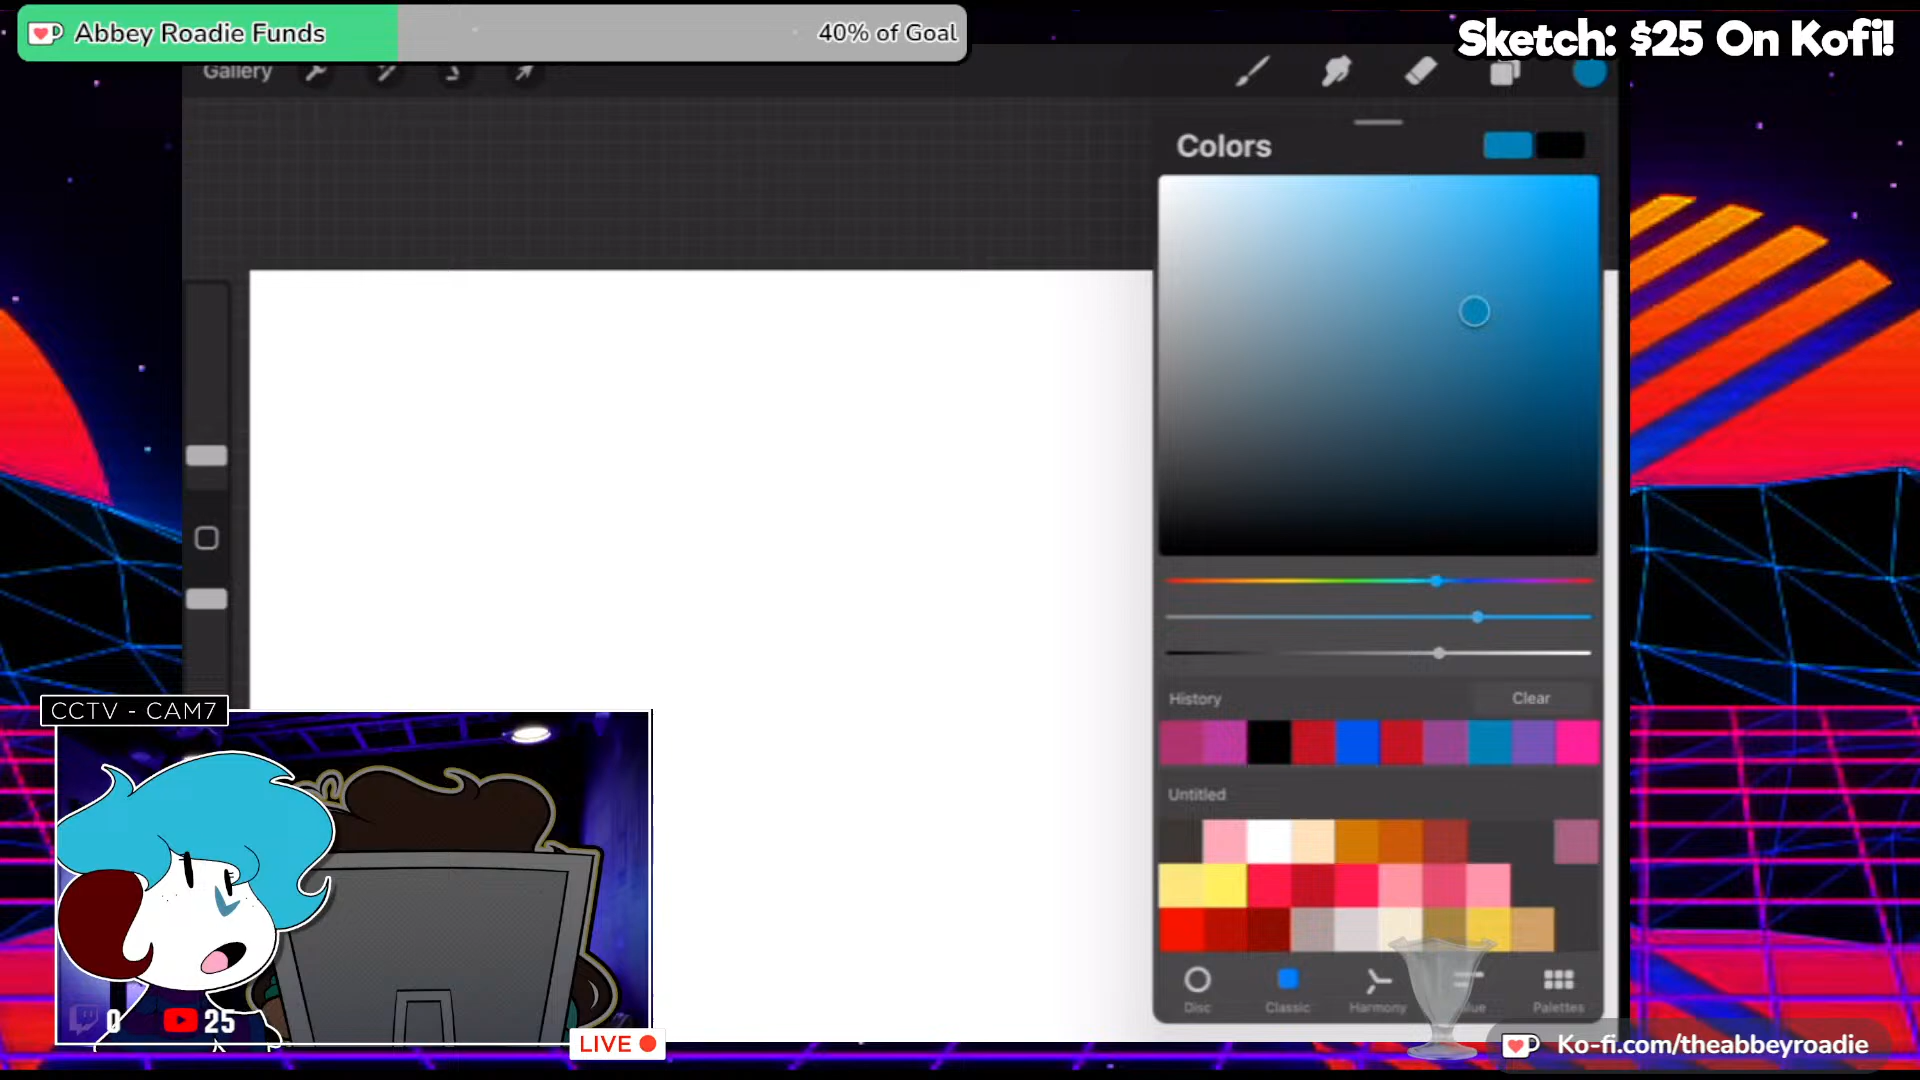 Abbey Roadie Funds
40% of Goal
Sketch: $25 On Kofi!
Gallery
Colors
History
Clear
Untitled
Disc
Classic
Harmony
Palettes
CCTV - CAM7
0
25
LIVE
Ko-fi.com/theabbeyroadie